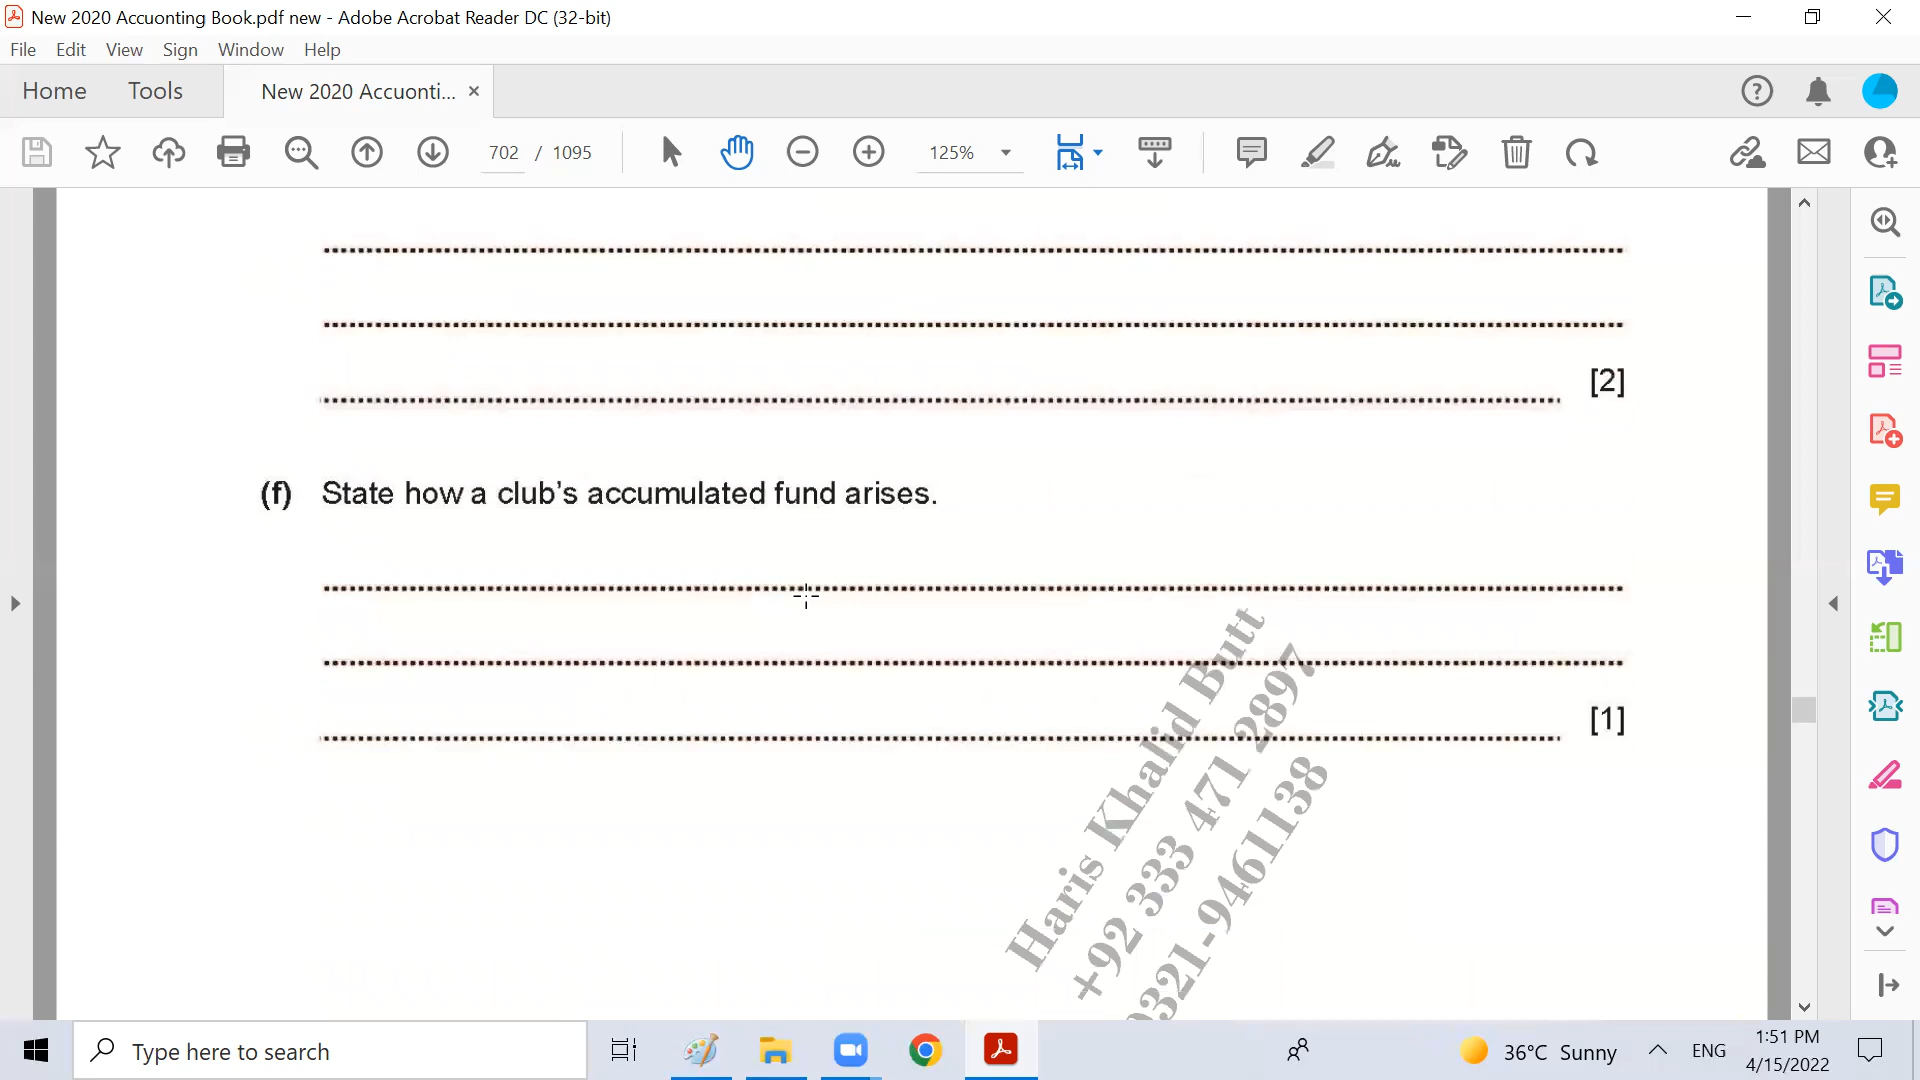 New 2020 Accuonting Book.pdf new - Adobe Acrobat Reader DC (32-bit)
File Edit View Sign Window Help
Home Tools New 2020 Accuonti... ×
702 / 1095 125%
[2]
(f) State how a club's accumulated fund arises.
[1]
Haris Khalid Butt
+92 333 471 2897
0321-9461138
Type here to search
36°C Sunny
ENG
1:51 PM
4/15/2022